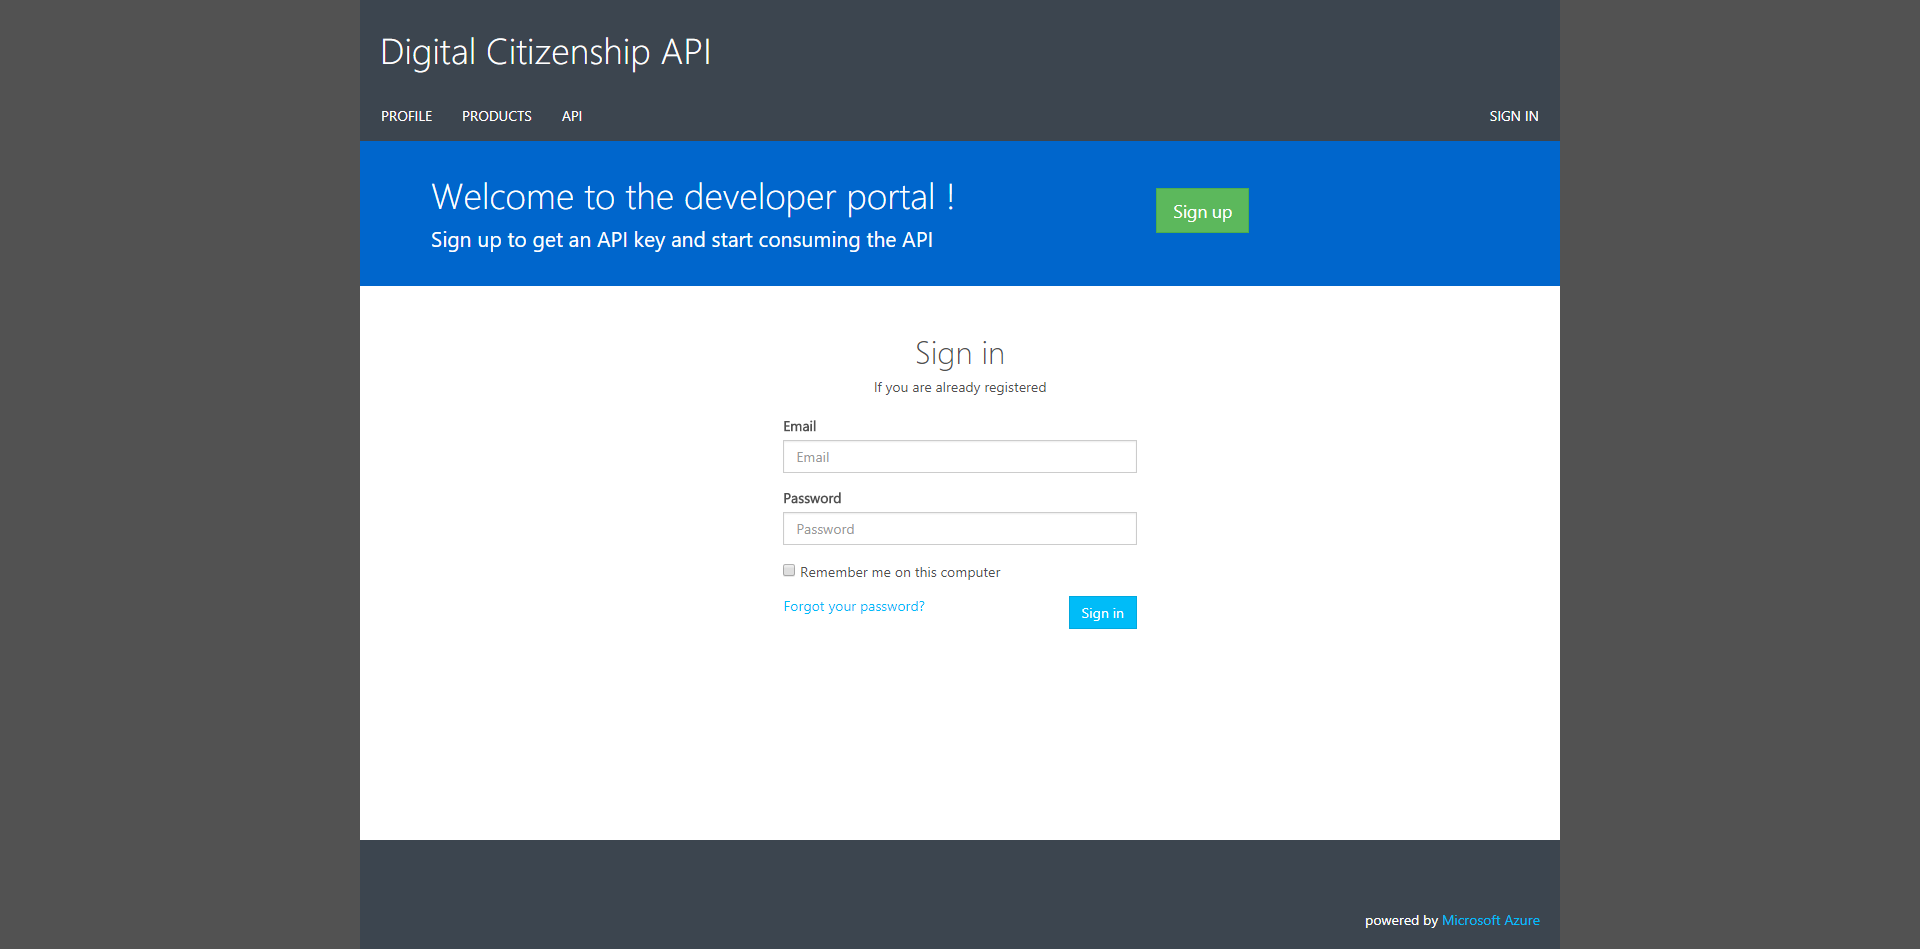 Digital Citizenship API
PROFILE PRODUCTS API SIGN IN
Welcome to the developer portal !
Sign up to get an API key and start consuming the API
Sign up
Sign in
If you are already registered
Email
Email
Password
Password
Remember me on this computer
Forgot your password?
Sign in
powered by Microsoft Azure